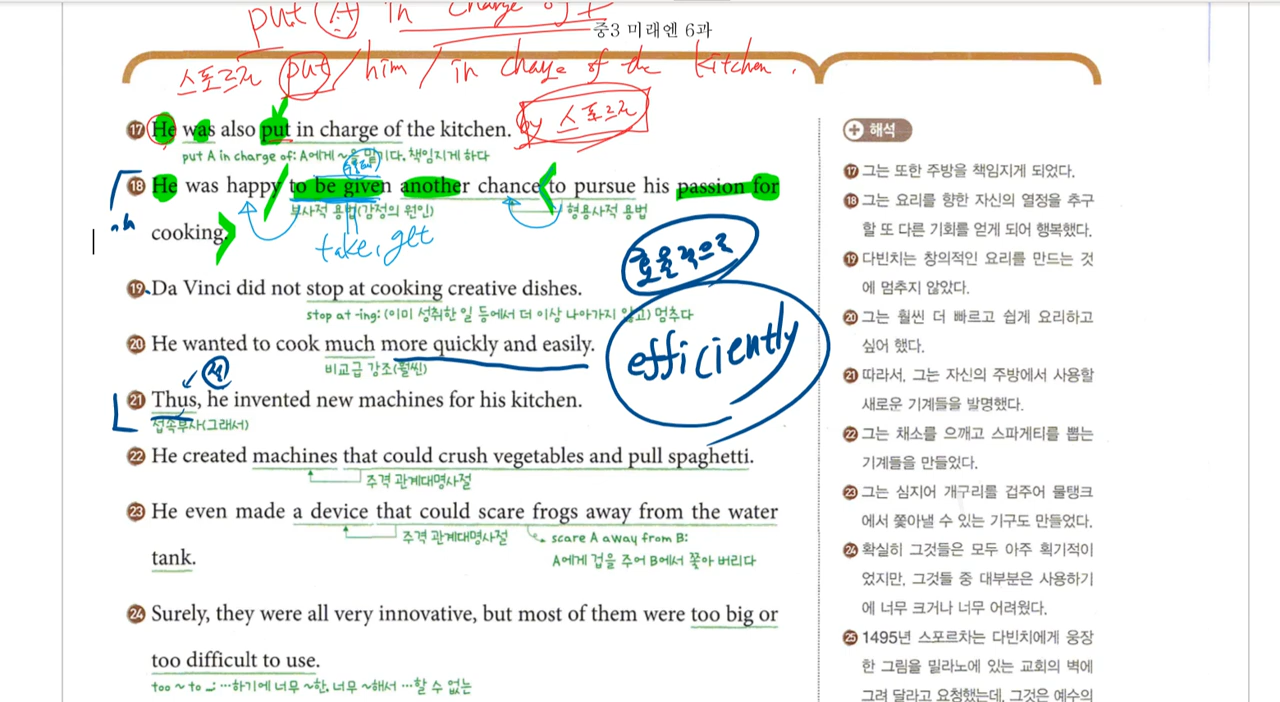 put (A) in charge of
중3 미래엔 6과
스포르차 put / him / in charge of the kitchen.
⑰ He was also put in charge of the kitchen. by 스포르차
put A in charge of: A에게 ~을 맡기다, 책임지게 하다
⑱ He was happy to be given another chance to pursue his passion for
부사적 용법(감정의 원인) 형용사적 용법
cooking.
take, get
효율적으로
⑲ Da Vinci did not stop at cooking creative dishes.
stop at -ing: (이미 성취한 일 등에서 더 이상 나아가지 않고) 멈추다
⑳ He wanted to cook much more quickly and easily.
비교급 강조(훨씬)
efficiently
㉑ Thus, he invented new machines for his kitchen.
접속부사(그래서)
㉒ He created machines that could crush vegetables and pull spaghetti.
주격 관계대명사절
㉓ He even made a device that could scare frogs away from the water
주격 관계대명사절 scare A away from B:
tank.
A에게 겁을 주어 B에서 쫓아 버리다
㉔ Surely, they were all very innovative, but most of them were too big or
too difficult to use.
too ~ to …: …하기에 너무 ~한, 너무 ~해서 …할 수 없는
해석
⑰ 그는 또한 주방을 책임지게 되었다.
⑱ 그는 요리를 향한 자신의 열정을 추구
할 또 다른 기회를 얻게 되어 행복했다.
⑲ 다빈치는 창의적인 요리를 만드는 것
에 멈추지 않았다.
⑳ 그는 훨씬 더 빠르고 쉽게 요리하고
싶어 했다.
㉑ 따라서, 그는 자신의 주방에서 사용할
새로운 기계들을 발명했다.
㉒ 그는 채소를 으깨고 스파게티를 뽑는
기계들을 만들었다.
㉓ 그는 심지어 개구리를 겁주어 물탱크
에서 쫓아낼 수 있는 기구도 만들었다.
㉔ 확실히 그것들은 모두 아주 획기적이
었지만, 그것들 중 대부분은 사용하기
에 너무 크거나 너무 어려웠다.
㉕ 1495년 스포르차는 다빈치에게 웅장
한 그림을 밀라노에 있는 교회의 벽에
그려 달라고 요청했는데, 그것은 예수의